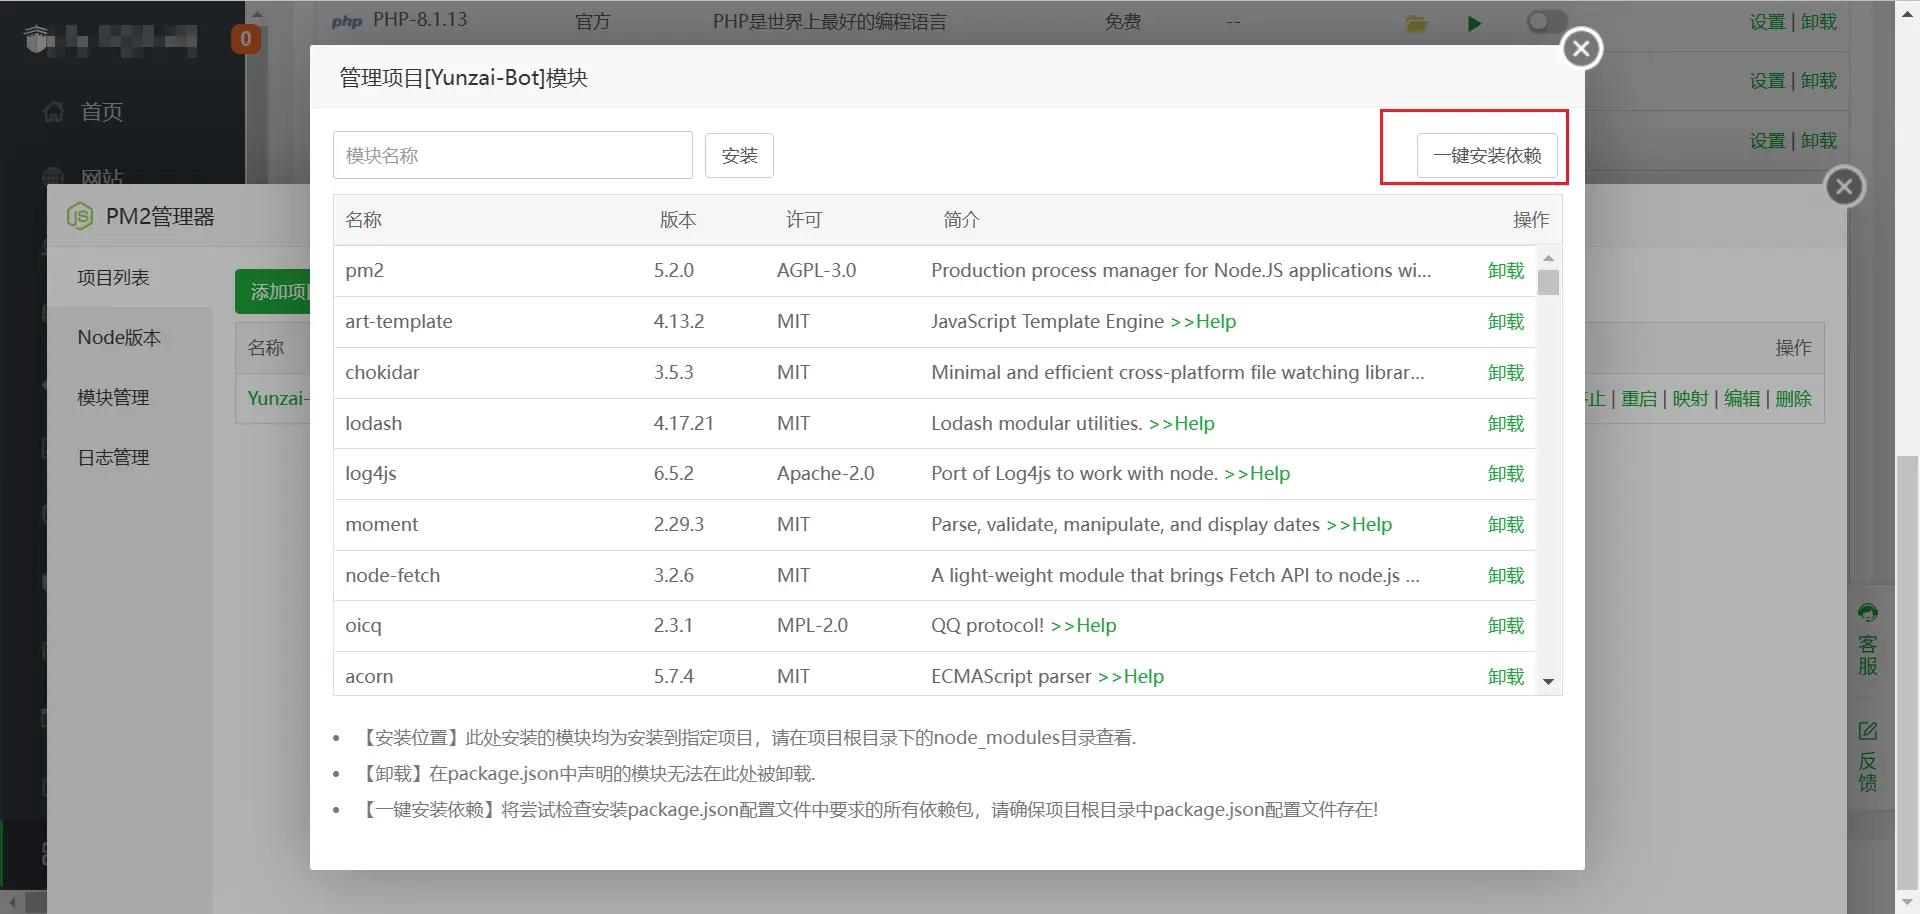 php PHP-8.1.13 官方 PHP是世界上最好的编程语言 免费 -- 设置 | 卸载
0
管理项目[Yunzai-Bot]模块
首页
设置 | 卸载
模块名称 安装 一键安装依赖
设置 | 卸载
网站
JS PM2管理器
名称 版本 许可 简介 操作
项目列表
添加项
pm2 5.2.0 AGPL-3.0 Production process manager for Node.JS applications wi... 卸载
art-template 4.13.2 MIT JavaScript Template Engine >>Help 卸载
Node版本
名称 操作
chokidar 3.5.3 MIT Minimal and efficient cross-platform file watching librar... 卸载
模块管理
Yunzai- 止 | 重启 | 映射 | 编辑 | 删除
lodash 4.17.21 MIT Lodash modular utilities. >>Help 卸载
日志管理
log4js 6.5.2 Apache-2.0 Port of Log4js to work with node. >>Help 卸载
moment 2.29.3 MIT Parse, validate, manipulate, and display dates >>Help 卸载
node-fetch 3.2.6 MIT A light-weight module that brings Fetch API to node.js ... 卸载
oicq 2.3.1 MPL-2.0 QQ protocol! >>Help 卸载
acorn 5.7.4 MIT ECMAScript parser >>Help 卸载
客服
反馈
• 【安装位置】此处安装的模块均为安装到指定项目，请在项目根目录下的node_modules目录查看.
• 【卸载】在package.json中声明的模块无法在此处被卸载.
• 【一键安装依赖】将尝试检查安装package.json配置文件中要求的所有依赖包，请确保项目根目录中package.json配置文件存在!